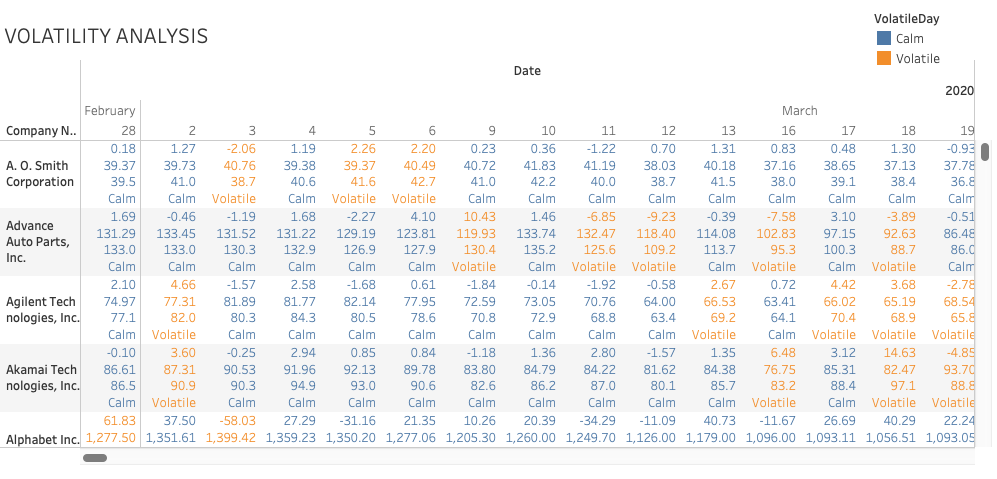 VolatileDay
VOLATILITY ANALYSIS
Calm
Volatile
Date
2020
February March
Company N.. 28 2 3 4 5 6 9 10 11 12 13 16 17 18 19
0.18 1.27 -2.06 1.19 2.26 2.20 0.23 0.36 -1.22 0.70 1.31 0.83 0.48 1.30 -0.93
A. O. Smith 39.37 39.73 40.76 39.38 39.37 40.49 40.72 41.83 41.19 38.03 40.18 37.16 38.65 37.13 37.78
Corporation 39.5 41.0 38.7 40.6 41.6 42.7 41.0 42.2 40.0 38.7 41.5 38.0 39.1 38.4 36.8
Calm Calm Volatile Calm Volatile Volatile Calm Calm Calm Calm Calm Calm Calm Calm Calm
1.69 -0.46 -1.19 1.68 -2.27 4.10 10.43 1.46 -6.85 -9.23 -0.39 -7.58 3.10 -3.89 -0.51
Advance
Auto Parts, 131.29 133.45 131.52 131.22 129.19 123.81 119.93 133.74 132.47 118.40 114.08 102.83 97.15 92.63 86.48
Inc. 133.0 133.0 130.3 132.9 126.9 127.9 130.4 135.2 125.6 109.2 113.7 95.3 100.3 88.7 86.0
Calm Calm Calm Calm Calm Calm Volatile Calm Volatile Volatile Calm Volatile Calm Volatile Calm
2.10 4.66 -1.57 2.58 -1.68 0.61 -1.84 -0.14 -1.92 -0.58 2.67 0.72 4.42 3.68 -2.78
Agilent Tech 74.97 77.31 81.89 81.77 82.14 77.95 72.59 73.05 70.76 64.00 66.53 63.41 66.02 65.19 68.54
nologies, Inc. 77.1 82.0 80.3 84.3 80.5 78.6 70.8 72.9 68.8 63.4 69.2 64.1 70.4 68.9 65.8
Calm Volatile Calm Calm Calm Calm Calm Calm Calm Calm Volatile Calm Volatile Volatile Volatile
-0.10 3.60 -0.25 2.94 0.85 0.84 -1.18 1.36 2.80 -1.57 1.35 6.48 3.12 14.63 -4.85
Akamai Tech 86.61 87.31 90.53 91.96 92.13 89.78 83.80 84.79 84.22 81.62 84.38 76.75 85.31 82.47 93.70
nologies, Inc. 86.5 90.9 90.3 94.9 93.0 90.6 82.6 86.2 87.0 80.1 85.7 83.2 88.4 97.1 88.8
Calm Volatile Calm Calm Calm Calm Calm Calm Calm Calm Calm Volatile Calm Volatile Volatile
61.83 37.50 -58.03 27.29 -31.16 21.35 10.26 20.39 -34.29 -11.09 40.73 -11.67 26.69 40.29 22.24
Alphabet Inc. 1,277.50 1,351.61 1,399.42 1,359.23 1,350.20 1,277.06 1,205.30 1,260.00 1,249.70 1,126.00 1,179.00 1,096.00 1,093.11 1,056.51 1,093.05